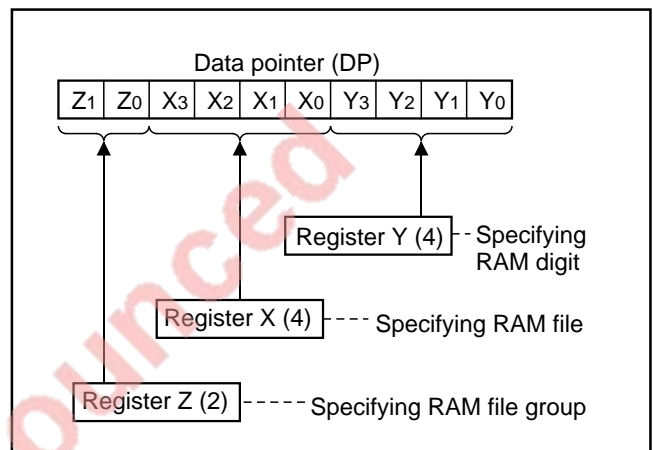 Data pointer (DP)
Z1 Z0 X3 X2 X1 X0 Y3 Y2 Y1 Y0
Register Y (4)
Specifying
RAM digit
Register X (4)
Specifying RAM file
Register Z (2)
Specifying RAM file group
ounced